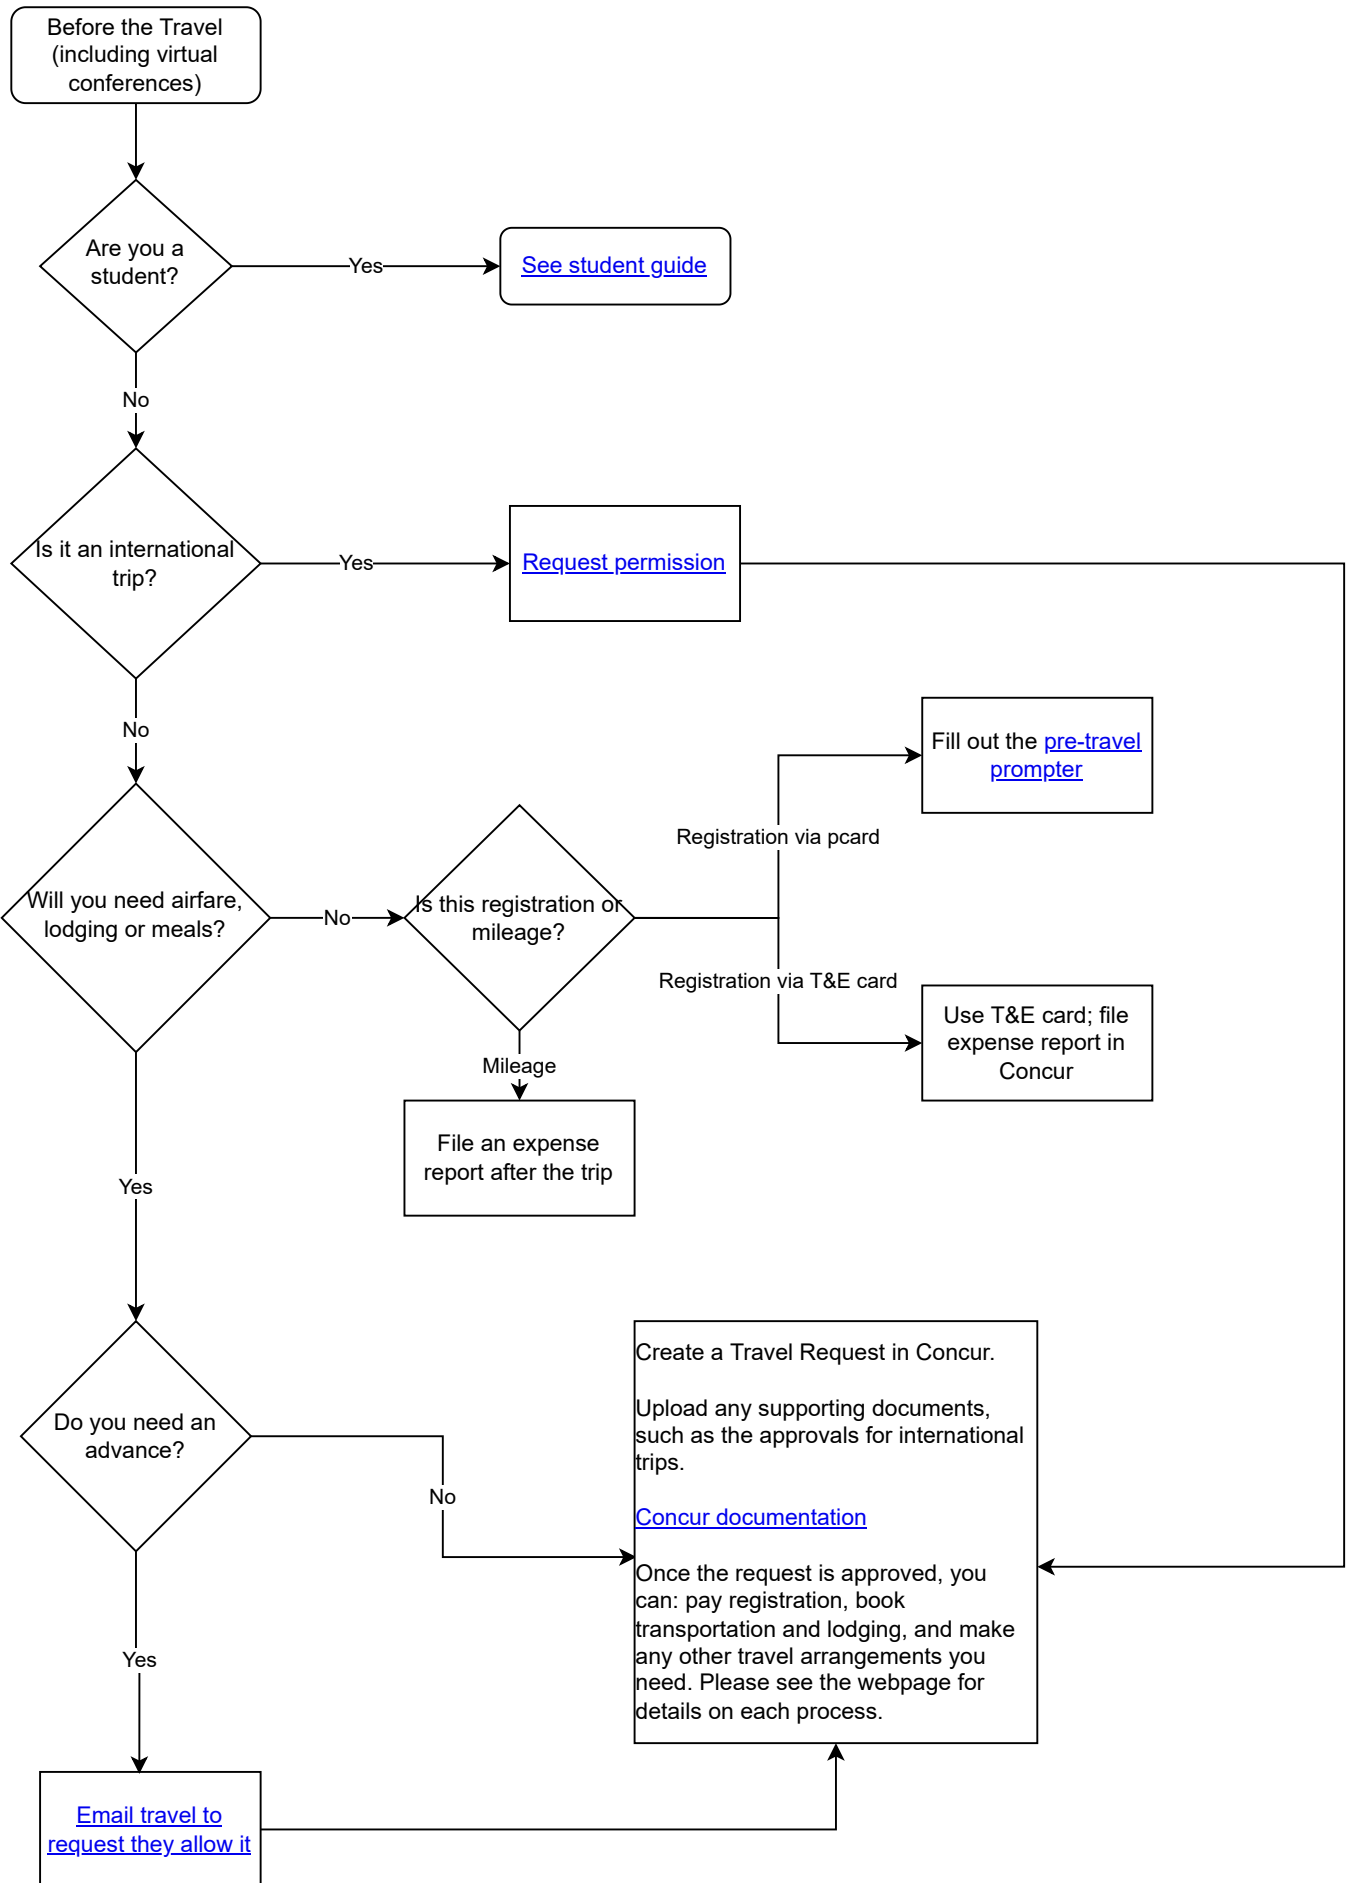 Before the Travel
(including virtual
conferences)
Are you a
student?
Yes
See student guide
No
Is it an international
trip?
Yes
Request permission
No
Fill out the pre-travel
prompter
Registration via pcard
Will you need airfare,
lodging or meals?
No
Is this registration or
mileage?
Registration via T&E card
Use T&E card; file
expense report in
Concur
Mileage
File an expense
report after the trip
Yes
Do you need an
advance?
No
Create a Travel Request in Concur.
Upload any supporting documents,
such as the approvals for international
trips.
Concur documentation
Once the request is approved, you
can: pay registration, book
transportation and lodging, and make
any other travel arrangements you
need. Please see the webpage for
details on each process.
Yes
Email travel to
request they allow it